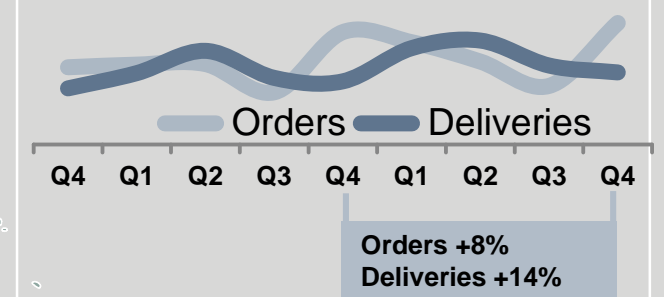 Orders Deliveries
Q4 Q1 Q2 Q3 Q4 Q1 Q2 Q3 Q4
Orders +8%
Deliveries +14%